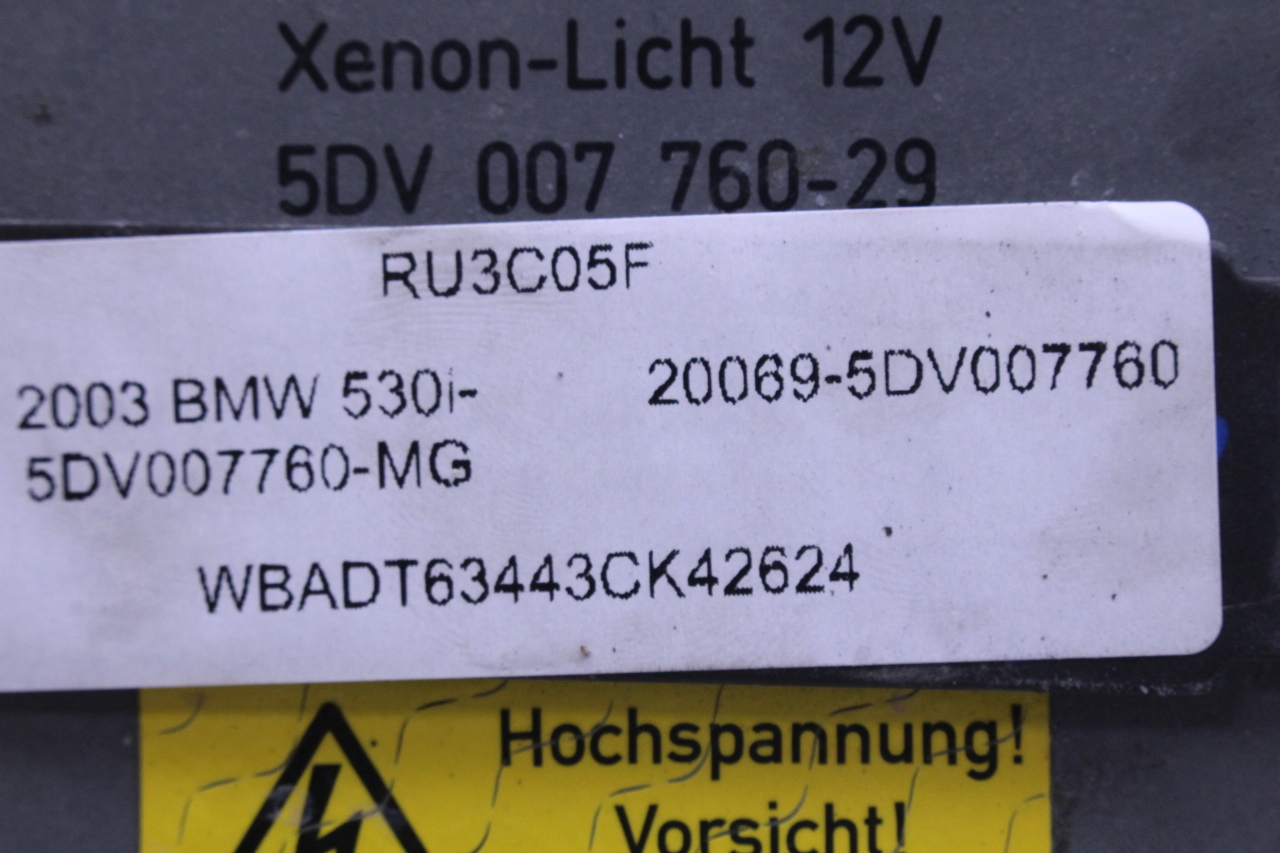 Xenon-Licht 12V
5DV 007 760-29
RU3C05F
2003 BMW 530i-
5DV007760-MG
20069-5DV007760
WBADT63443CK42624
Hochspannung!
Vorsicht!